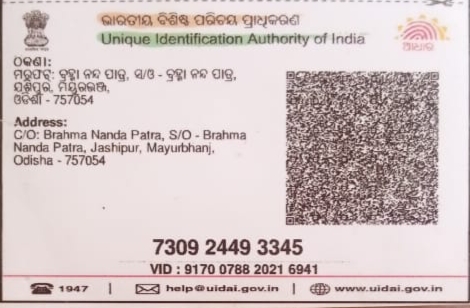 ଭାରତୀୟ ବିଶିଷ୍ଟ ପରିଚୟ ପ୍ରାଧିକରଣ
Unique Identification Authority of India
ଆଧାର
ଠିକଣା:
ମାରଫତ୍: ବ୍ରହ୍ମା ନନ୍ଦ ପାତ୍ର, ସ/ଓ - ବ୍ରହ୍ମା ନନ୍ଦ ପାତ୍ର,
ଯଶିପୁର, ମୟୂରଭଞ୍ଜ,
ଓଡିଶା - 757054
Address:
C/O: Brahma Nanda Patra, S/O - Brahma
Nanda Patra, Jashipur, Mayurbhanj,
Odisha - 757054
7309 2449 3345
VID : 9170 0788 2021 6941
1947 | help@uidai.gov.in | www.uidai.gov.in